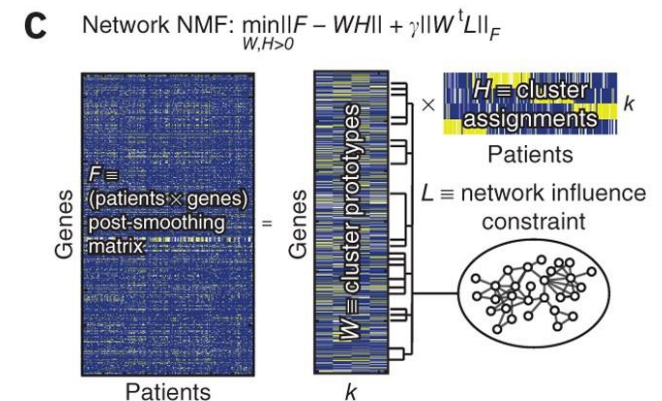 C
Network NMF: min||F – WH|| + γ||WᵗL||F
W,H>0
F ≡
(patients × genes)
post-smoothing
matrix
Genes
Patients
=
Genes
W ≡ cluster prototypes
k
×
H ≡ cluster
assignments
k
Patients
L ≡ network influence
constraint